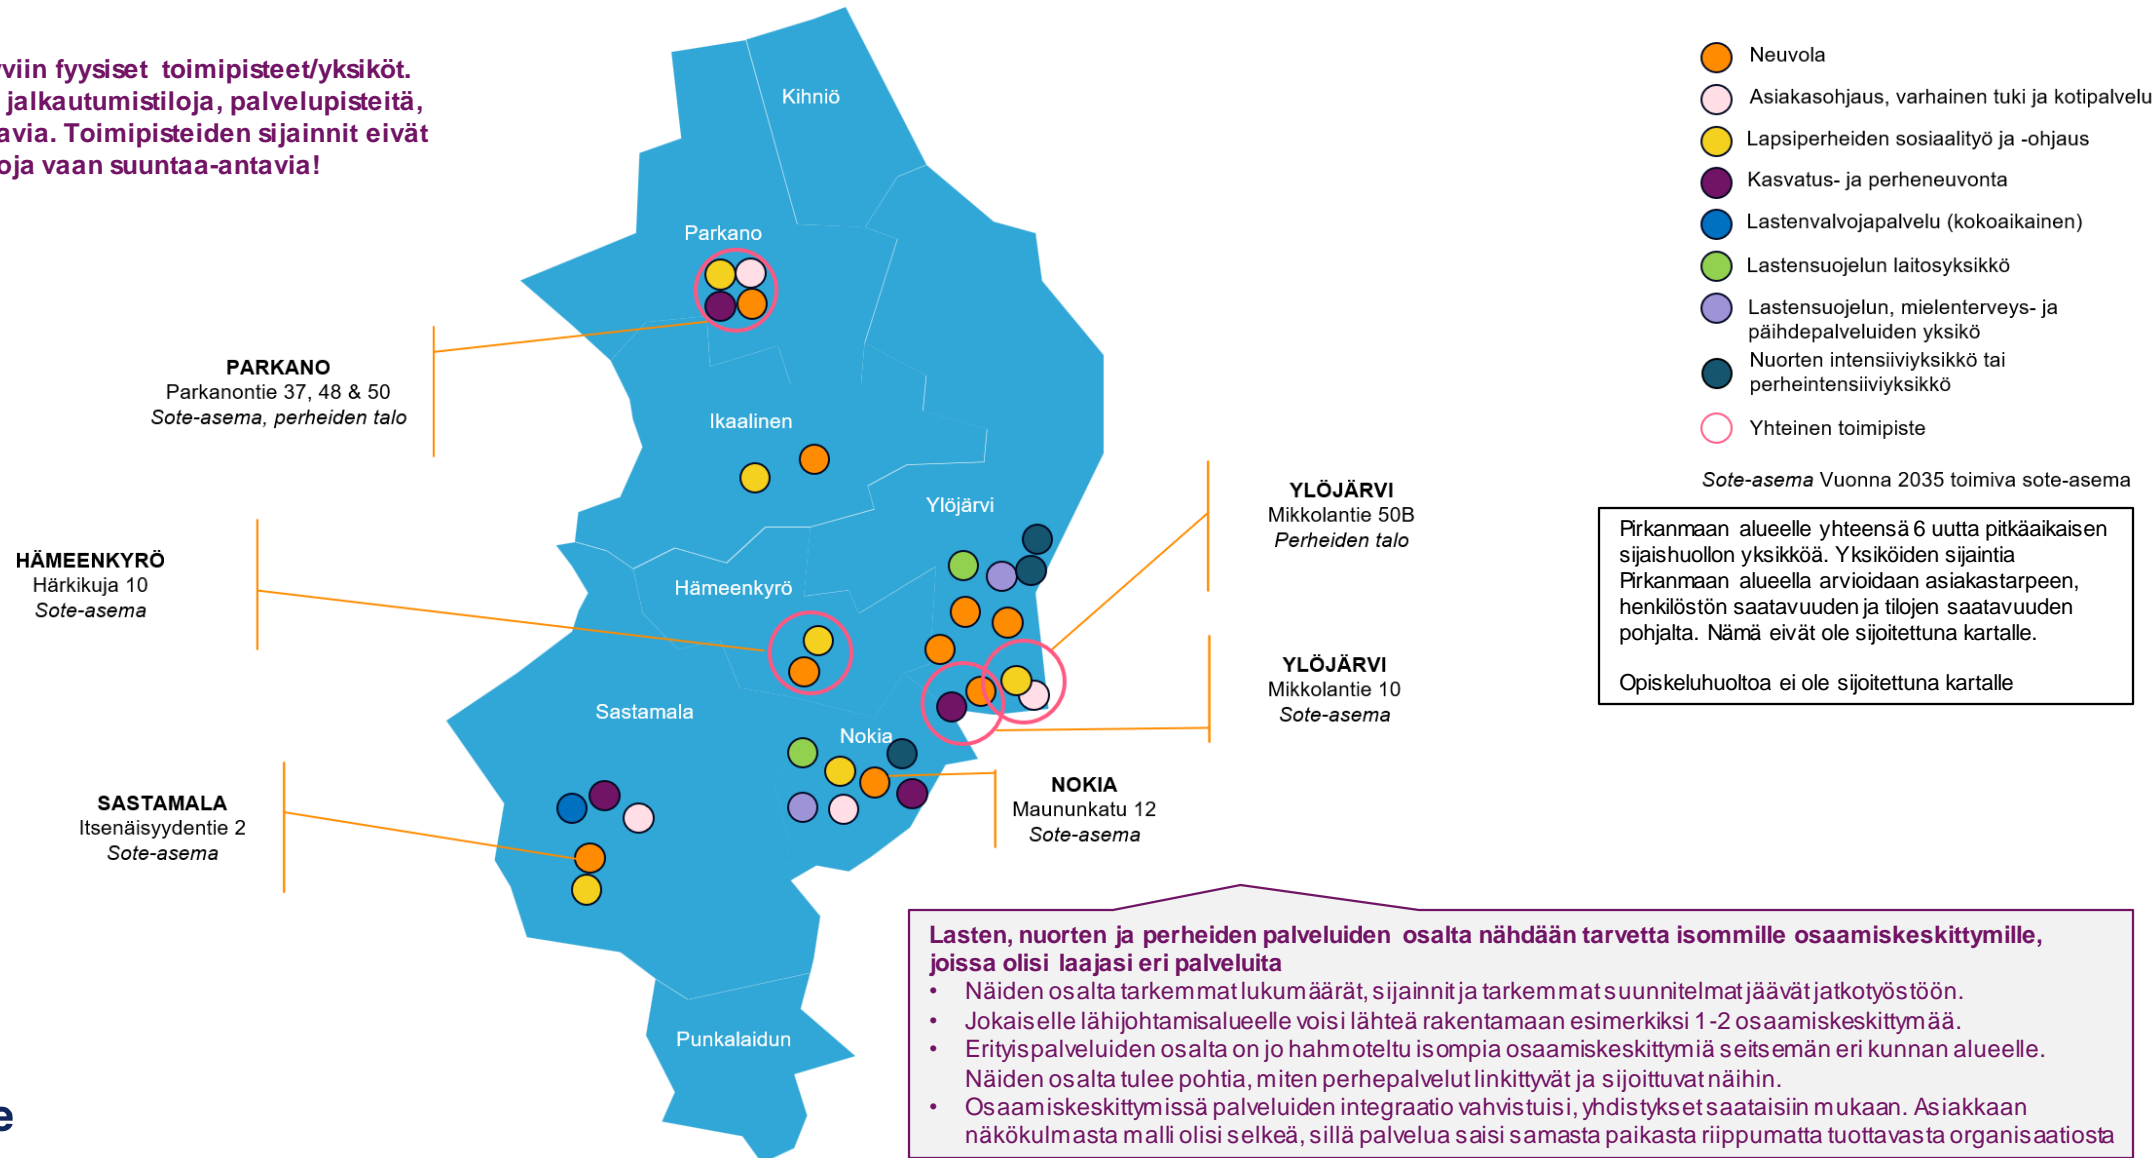 viin fyysiset toimipisteet/yksiköt.
jalkautumistiloja, palvelupisteitä,
avia. Toimipisteiden sijainnit eivät
oja vaan suuntaa-antavia!
Kihniö
Parkano
PARKANO
Parkanontie 37, 48 & 50
Sote-asema, perheiden talo
Ikaalinen
Ylöjärvi
HÄMEENKYRÖ
Härkikuja 10
Sote-asema
Hämeenkyrö
YLÖJÄRVI
Mikkolantie 50B
Perheiden talo
YLÖJÄRVI
Mikkolantie 10
Sote-asema
Sastamala
Nokia
SASTAMALA
Itsenäisyydentie 2
Sote-asema
NOKIA
Maununkatu 12
Sote-asema
Punkalaidun
Neuvola
Asiakasohjaus, varhainen tuki ja kotipalvelu
Lapsiperheiden sosiaalityö ja -ohjaus
Kasvatus- ja perheneuvonta
Lastenvalvojapalvelu (kokoaikainen)
Lastensuojelun laitosyksikkö
Lastensuojelun, mielenterveys- ja
päihdepalveluiden yksikö
Nuorten intensiiviyksikkö tai
perheintensiiviyksikkö
Yhteinen toimipiste
Sote-asema Vuonna 2035 toimiva sote-asema
Pirkanmaan alueelle yhteensä 6 uutta pitkäaikaisen
sijaishuollon yksikköä. Yksiköiden sijaintia
Pirkanmaan alueella arvioidaan asiakastarpeen,
henkilöstön saatavuuden ja tilojen saatavuuden
pohjalta. Nämä eivät ole sijoitettuna kartalle.
Opiskeluhuoltoa ei ole sijoitettuna kartalle
Lasten, nuorten ja perheiden palveluiden osalta nähdään tarvetta isommille osaamiskeskittymille,
joissa olisi laajasi eri palveluita
• Näiden osalta tarkemmat lukumäärät, sijainnit ja tarkemmat suunnitelmat jäävät jatkotyöstöön.
• Jokaiselle lähijohtamisalueelle voisi lähteä rakentamaan esimerkiksi 1-2 osaamiskeskittymää.
• Erityispalveluiden osalta on jo hahmoteltu isompia osaamiskeskittymiä seitsemän eri kunnan alueelle.
Näiden osalta tulee pohtia, miten perhepalvelut linkittyvät ja sijoittuvat näihin.
• Osaamiskeskittymissä palveluiden integraatio vahvistuisi, yhdistykset saataisiin mukaan. Asiakkaan
näkökulmasta malli olisi selkeä, sillä palvelua saisi samasta paikasta riippumatta tuottavasta organisaatiosta
e